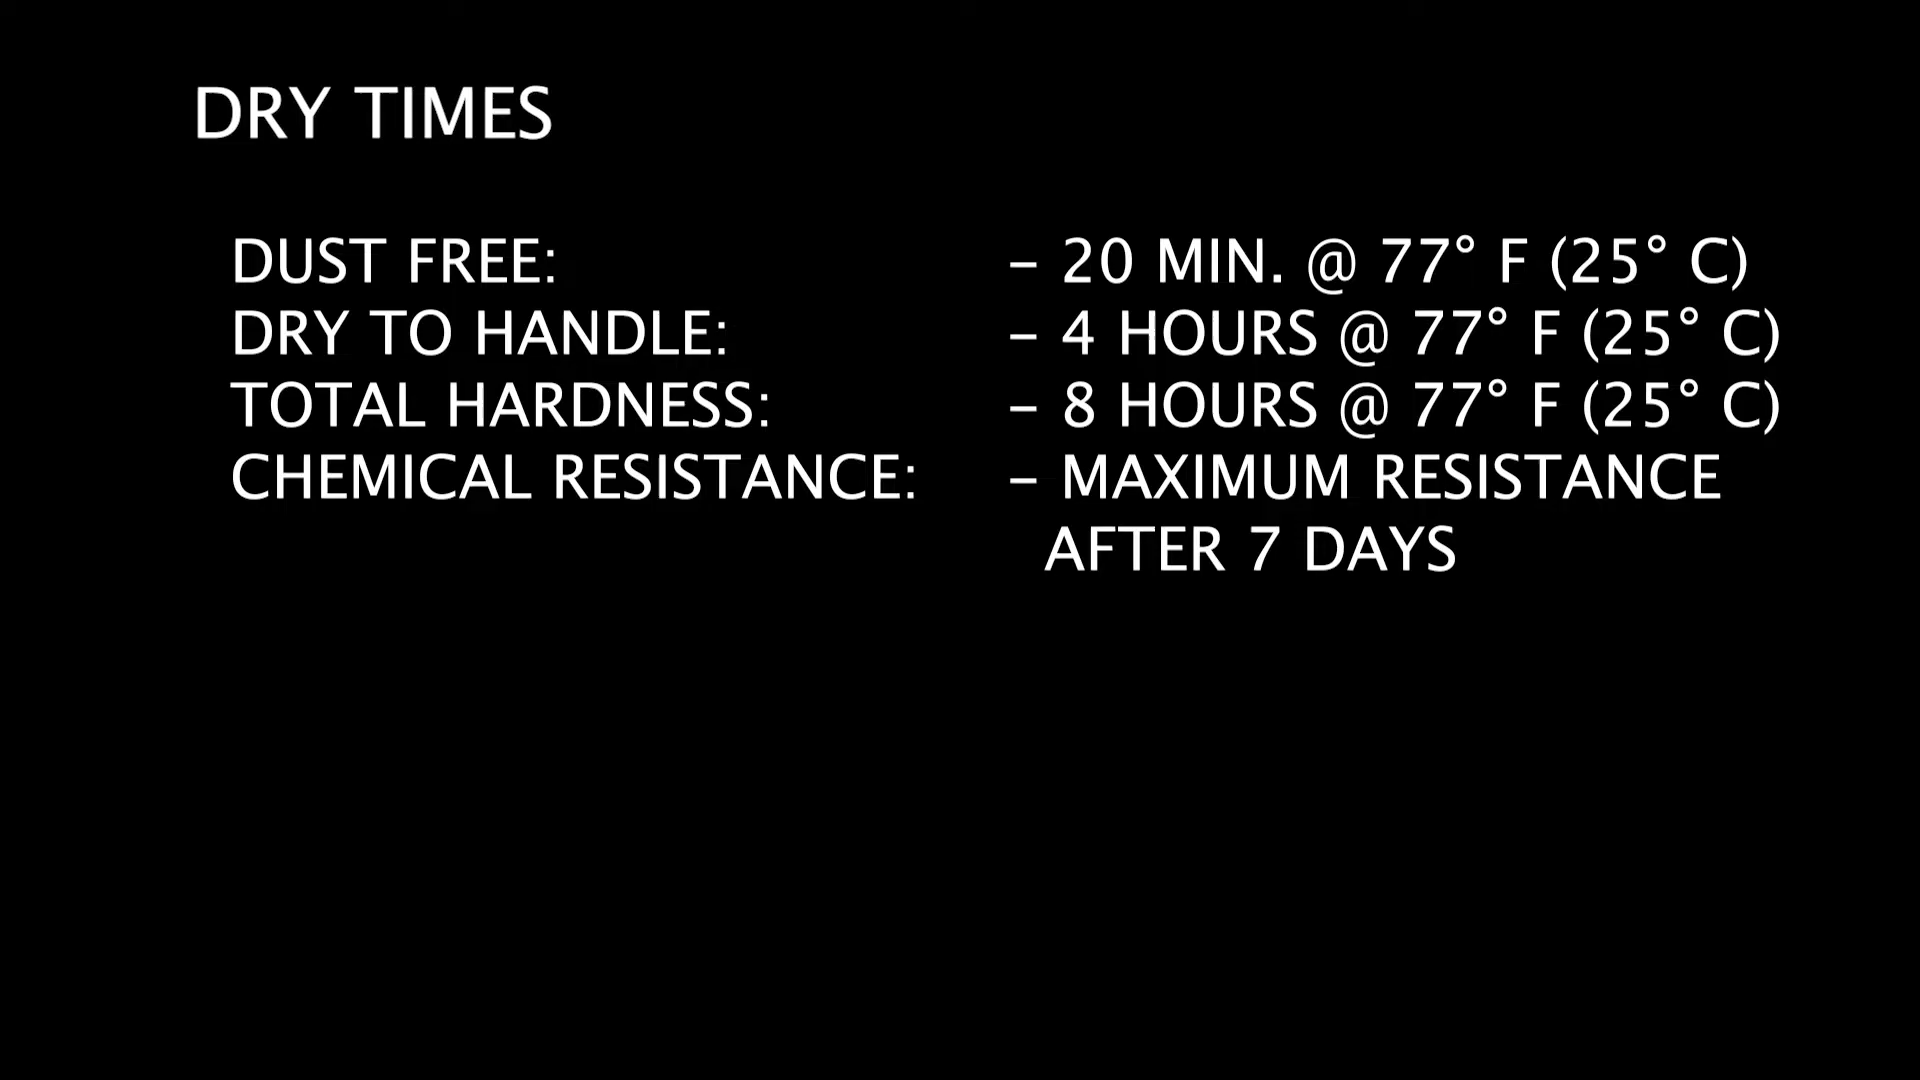 DRY TIMES
DUST FREE: – 20 MIN. @ 77° F (25° C)
DRY TO HANDLE: – 4 HOURS @ 77° F (25° C)
TOTAL HARDNESS: – 8 HOURS @ 77° F (25° C)
CHEMICAL RESISTANCE: – MAXIMUM RESISTANCE
AFTER 7 DAYS